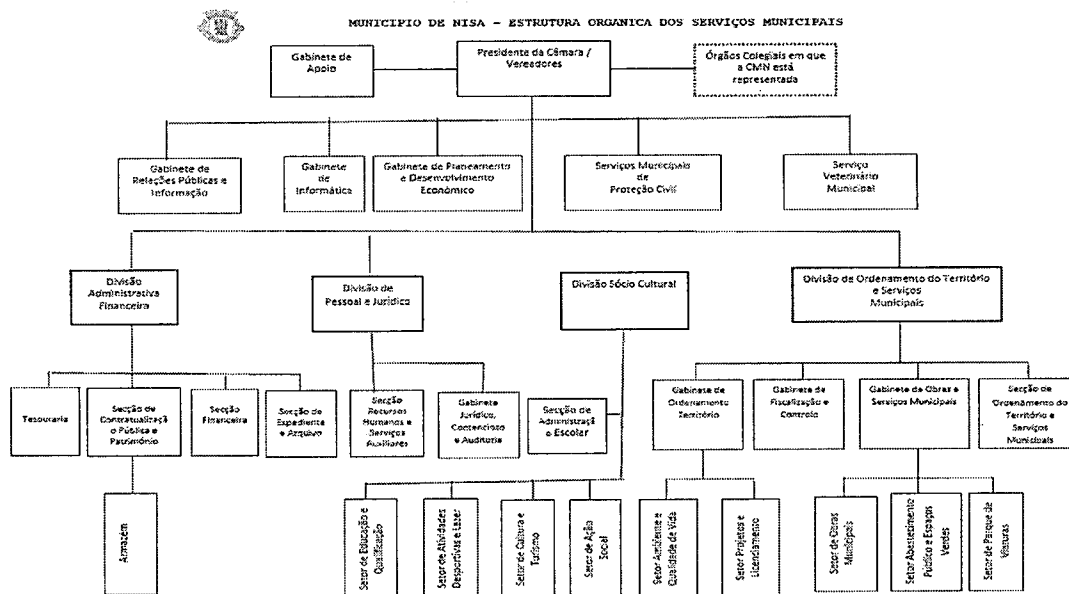 MUNICIPIO DE NISA – ESTRUTURA ORGANICA DOS SERVIÇOS MUNICIPAIS
Gabinete de
Apoio
Presidente da Câmara /
Vereadores
Órgãos Colegiais em que
a CMN está
representada
Gabinete de
Relações Públicas e
Informação
Gabinete
de
Informática
Gabinete de Planeamento
e Desenvolvimento
Económico
Serviços Municipais
de
Proteção Civil
Serviço
Veterinário
Municipal
Divisão
Administrativa
Financeira
Divisão de
Pessoal e Jurídico
Divisão Sócio Cultural
Divisão de Ordenamento do Território
e Serviços
Municipais
Tesouraria
Secção de
Contratualizaçã
o Pública e
Património
Secção
Financeira
Secção de
Expediente
e Arquivo
Secção
Recursos
Humanos e
Serviços
Auxiliares
Gabinete
Jurídico,
Contencioso
e Auditoria
Secção de
Administraçã
o Escolar
Gabinete de
Ordenamento
Território
Gabinete de
Fiscalização e
Controlo
Gabinete de Obras e
Serviços Municipais
Secção de
Ordenamento do
Território e
Serviços
Municipais
Armazém
Setor de Educação e
Qualificação
Setor de Atividades
Desportivas e Lazer
Setor de Cultura e
Turismo
Setor de Ação
Social
Setor Ambiente e
Qualidade de Vida
Setor Projetos e
Licenciamento
Setor de Obras
Municipais
Setor Abastecimento
Público e Espaços
Verdes
Setor de Parque de
Viaturas